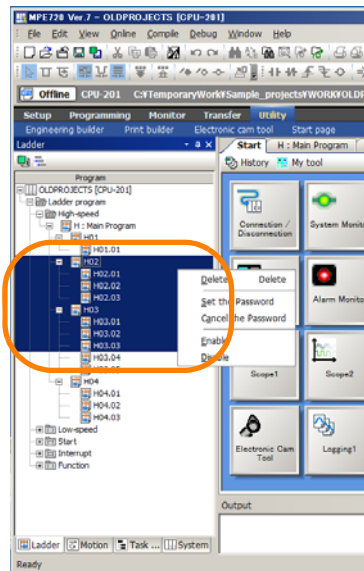 MPE720 Ver.7 - OLDPROJECTS [CPU-201]
File Edit View Online Compile Debug Window Help
Offline CPU-201 C:¥TemporaryWork¥Sample_projects¥WORK¥OLDP
Setup Programming Monitor Transfer Utility
Engineering builder Print builder Electronic cam tool Start page
Ladder
Start H : Main Program
History My tool
Program
OLDPROJECTS [CPU-201]
Ladder program
High-speed
H : Main Program
H01
H01.01
H02
H02.01
H02.02
H02.03
H03
H03.01
H03.02
H03.03
H03.04
H04
H04.01
H04.02
H04.03
Low-speed
Start
Interrupt
Function
Delete Delete
Set the Password
Cancel the Password
Enable
Disable
Connection / Disconnection
System Monitor
Alarm Monito
Scope1
Scope2
Electronic Cam Tool
Logging1
Output
Ladder Motion Task ... System
Ready